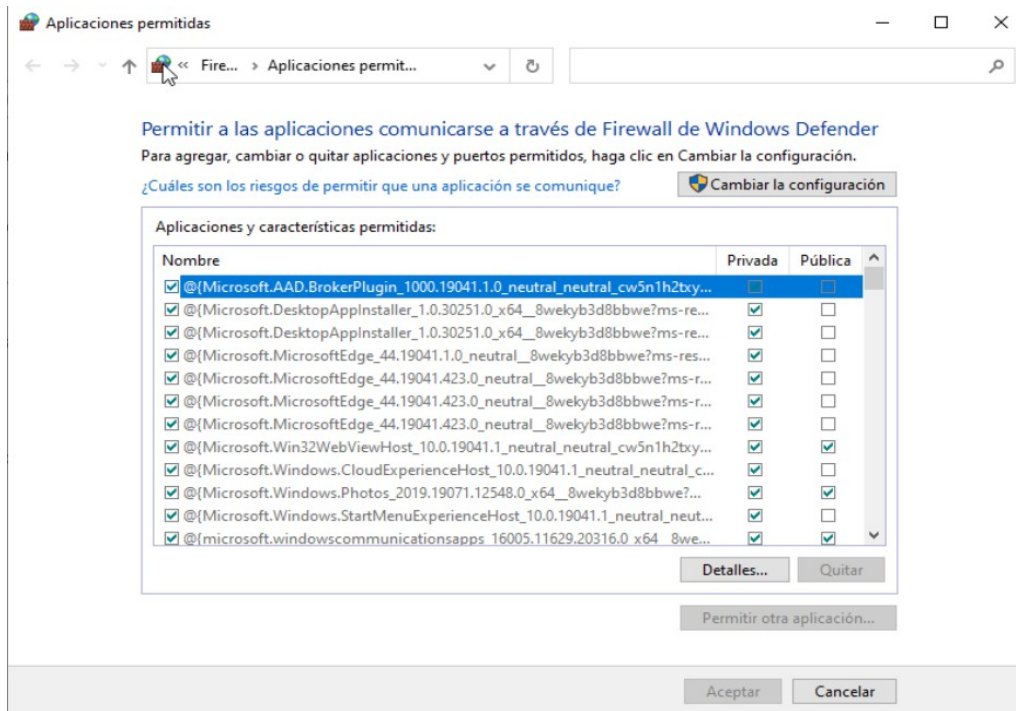 Aplicaciones permitidas
« Fire... > Aplicaciones permit...
Permitir a las aplicaciones comunicarse a través de Firewall de Windows Defender
Para agregar, cambiar o quitar aplicaciones y puertos permitidos, haga clic en Cambiar la configuración.
¿Cuáles son los riesgos de permitir que una aplicación se comunique?
Cambiar la configuración
Aplicaciones y características permitidas:
Nombre Privada Pública
@{Microsoft.AAD.BrokerPlugin_1000.19041.1.0_neutral_neutral_cw5n1h2txy...
@{Microsoft.DesktopAppInstaller_1.0.30251.0_x64__8wekyb3d8bbwe?ms-re...
@{Microsoft.DesktopAppInstaller_1.0.30251.0_x64__8wekyb3d8bbwe?ms-re...
@{Microsoft.MicrosoftEdge_44.19041.1.0_neutral__8wekyb3d8bbwe?ms-res...
@{Microsoft.MicrosoftEdge_44.19041.423.0_neutral__8wekyb3d8bbwe?ms-r...
@{Microsoft.MicrosoftEdge_44.19041.423.0_neutral__8wekyb3d8bbwe?ms-r...
@{Microsoft.MicrosoftEdge_44.19041.423.0_neutral__8wekyb3d8bbwe?ms-r...
@{Microsoft.Win32WebViewHost_10.0.19041.1_neutral_neutral_cw5n1h2txy...
@{Microsoft.Windows.CloudExperienceHost_10.0.19041.1_neutral_neutral_c...
@{Microsoft.Windows.Photos_2019.19071.12548.0_x64__8wekyb3d8bbwe?...
@{Microsoft.Windows.StartMenuExperienceHost_10.0.19041.1_neutral_neut...
@{microsoft.windowscommunicationsapps_16005.11629.20316.0_x64__8we...
Detalles... Quitar
Permitir otra aplicación...
Aceptar Cancelar